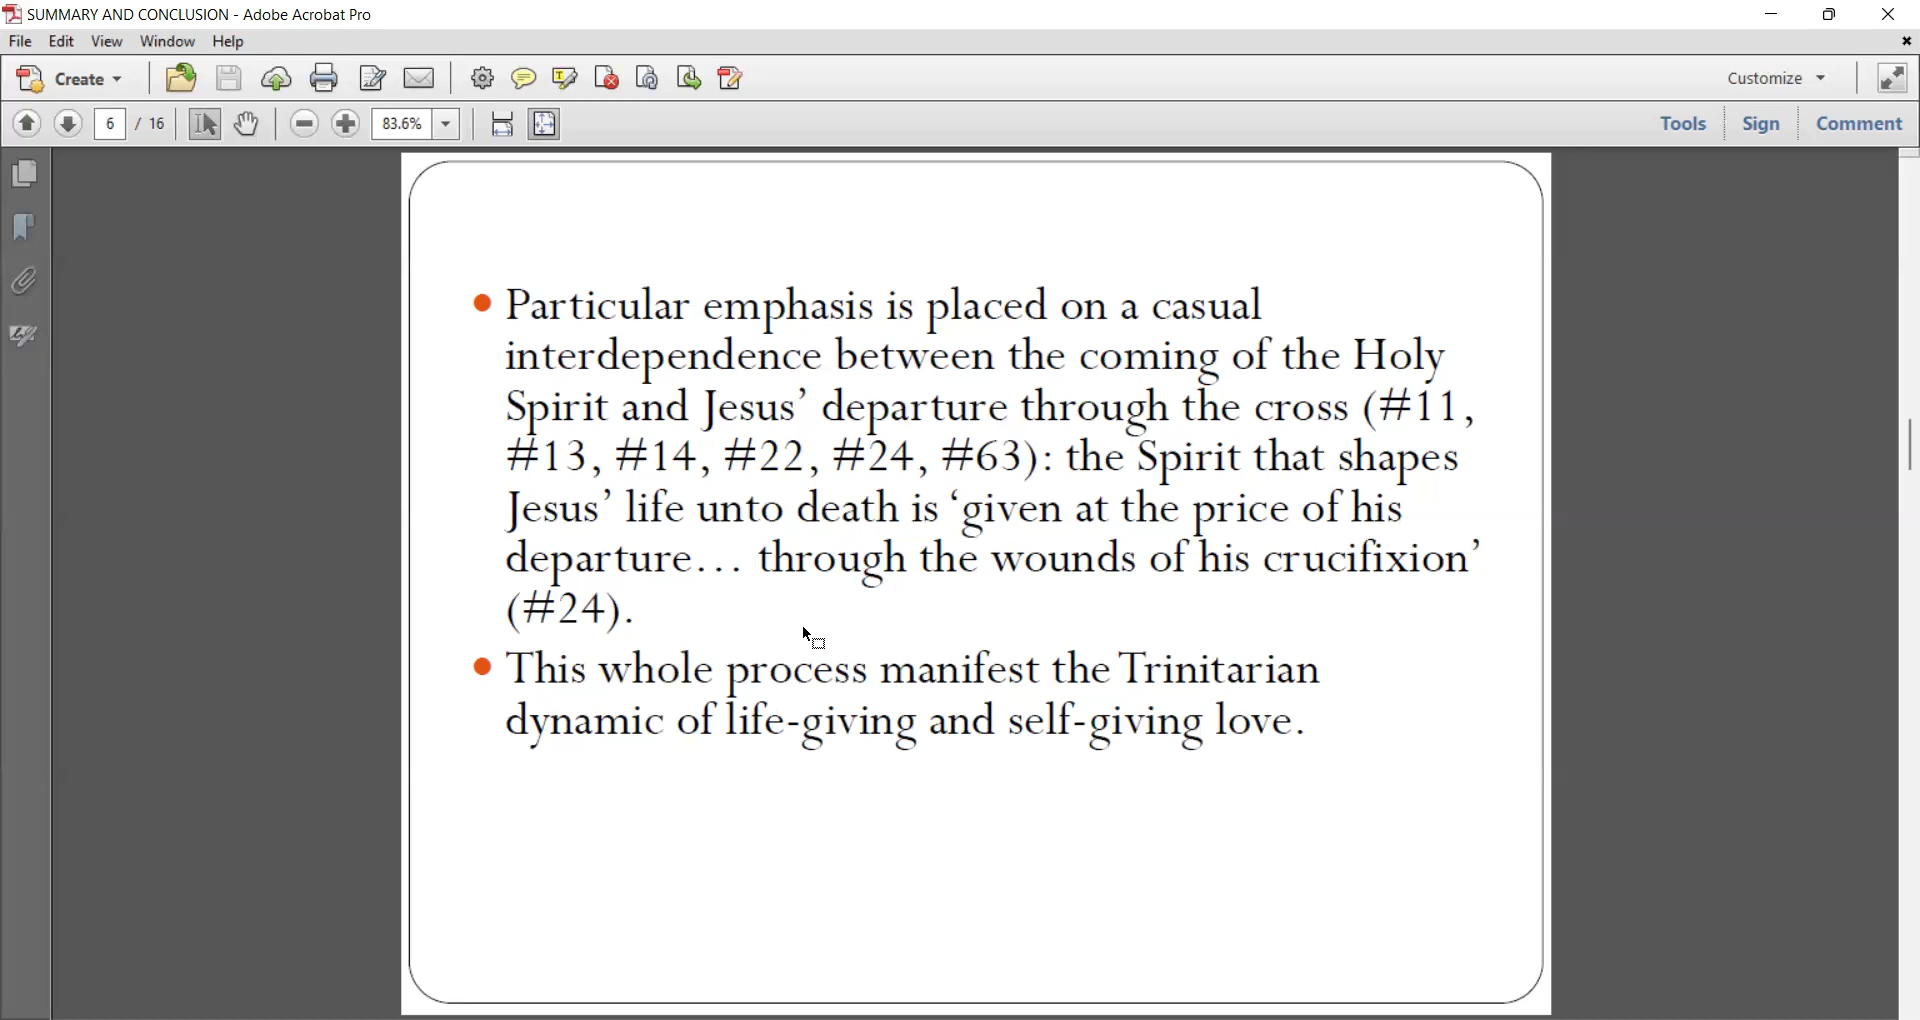 SUMMARY AND CONCLUSION - Adobe Acrobat Pro
File Edit View Window Help
Create Customize
6 / 16 83.6% Tools Sign Comment
Particular emphasis is placed on a casual
interdependence between the coming of the Holy
Spirit and Jesus’ departure through the cross (#11,
#13, #14, #22, #24, #63): the Spirit that shapes
Jesus’ life unto death is ‘given at the price of his
departure… through the wounds of his crucifixion’
(#24).
This whole process manifest the Trinitarian
dynamic of life-giving and self-giving love.